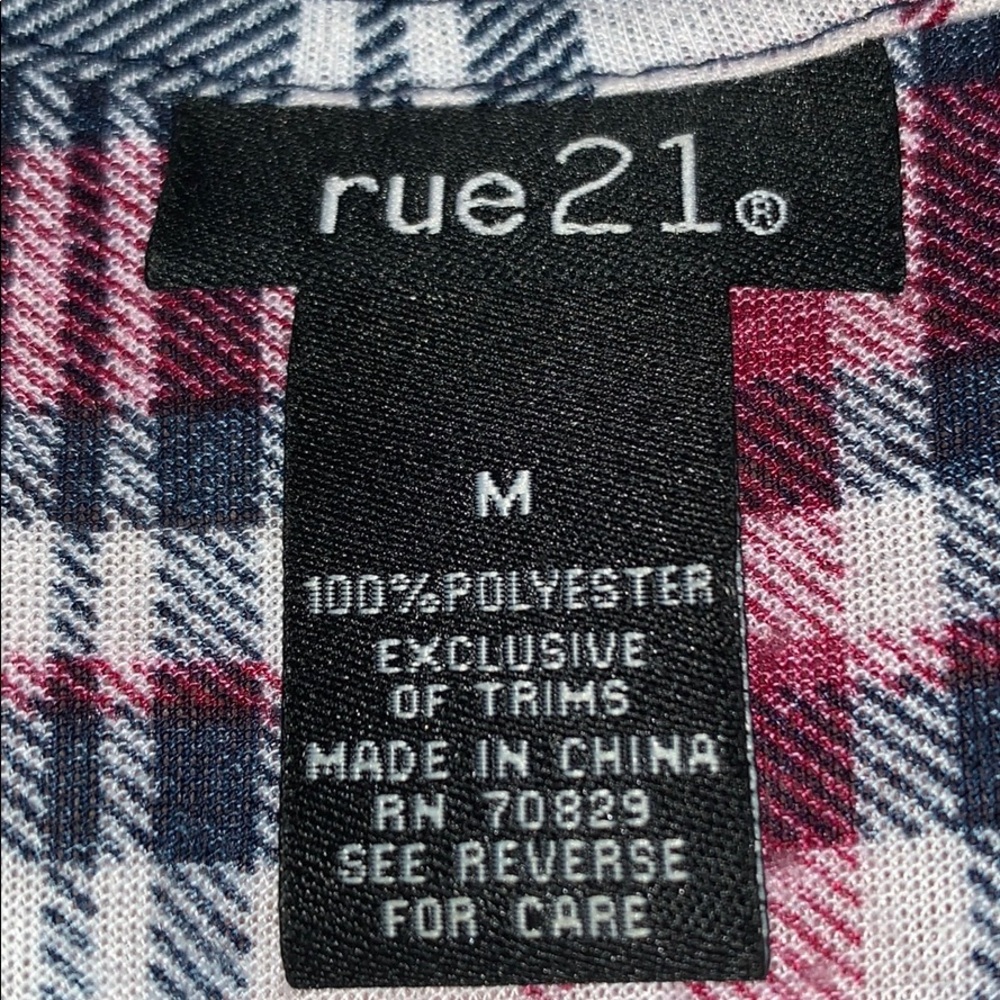 rue21®
M
100%POLYESTER
EXCLUSIVE
OF TRIMS
MADE IN CHINA
RN 70829
SEE REVERSE
FOR CARE